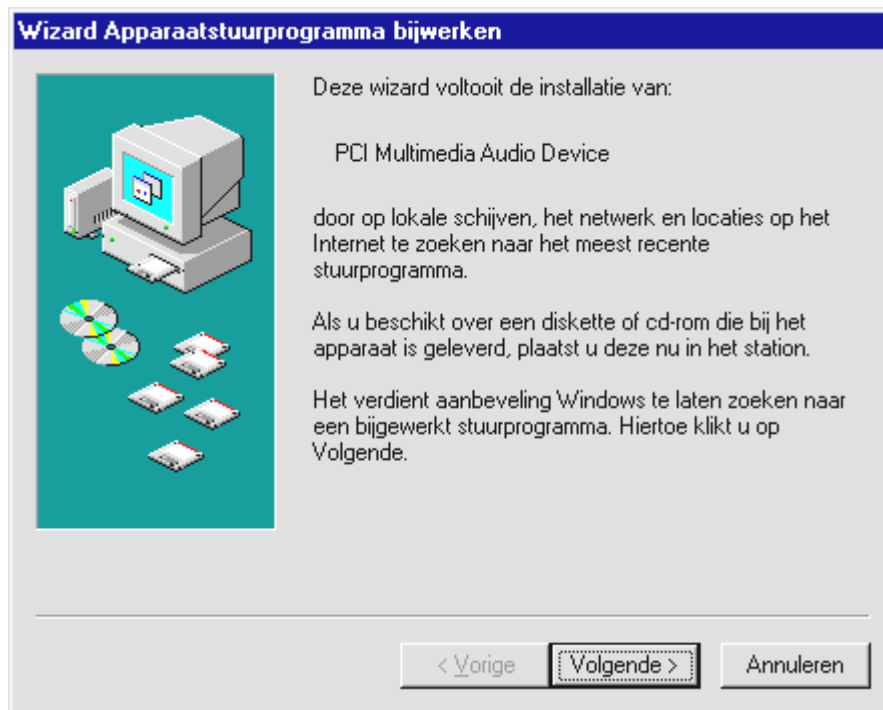 Wizard Apparaatstuurprogramma bijwerken
Deze wizard voltooit de installatie van:
PCI Multimedia Audio Device
door op lokale schijven, het netwerk en locaties op het
Internet te zoeken naar het meest recente
stuurprogramma.
Als u beschikt over een diskette of cd-rom die bij het
apparaat is geleverd, plaatst u deze nu in het station.
Het verdient aanbeveling Windows te laten zoeken naar
een bijgewerkt stuurprogramma. Hiertoe klikt u op
Volgende.
< Vorige
Volgende >
Annuleren